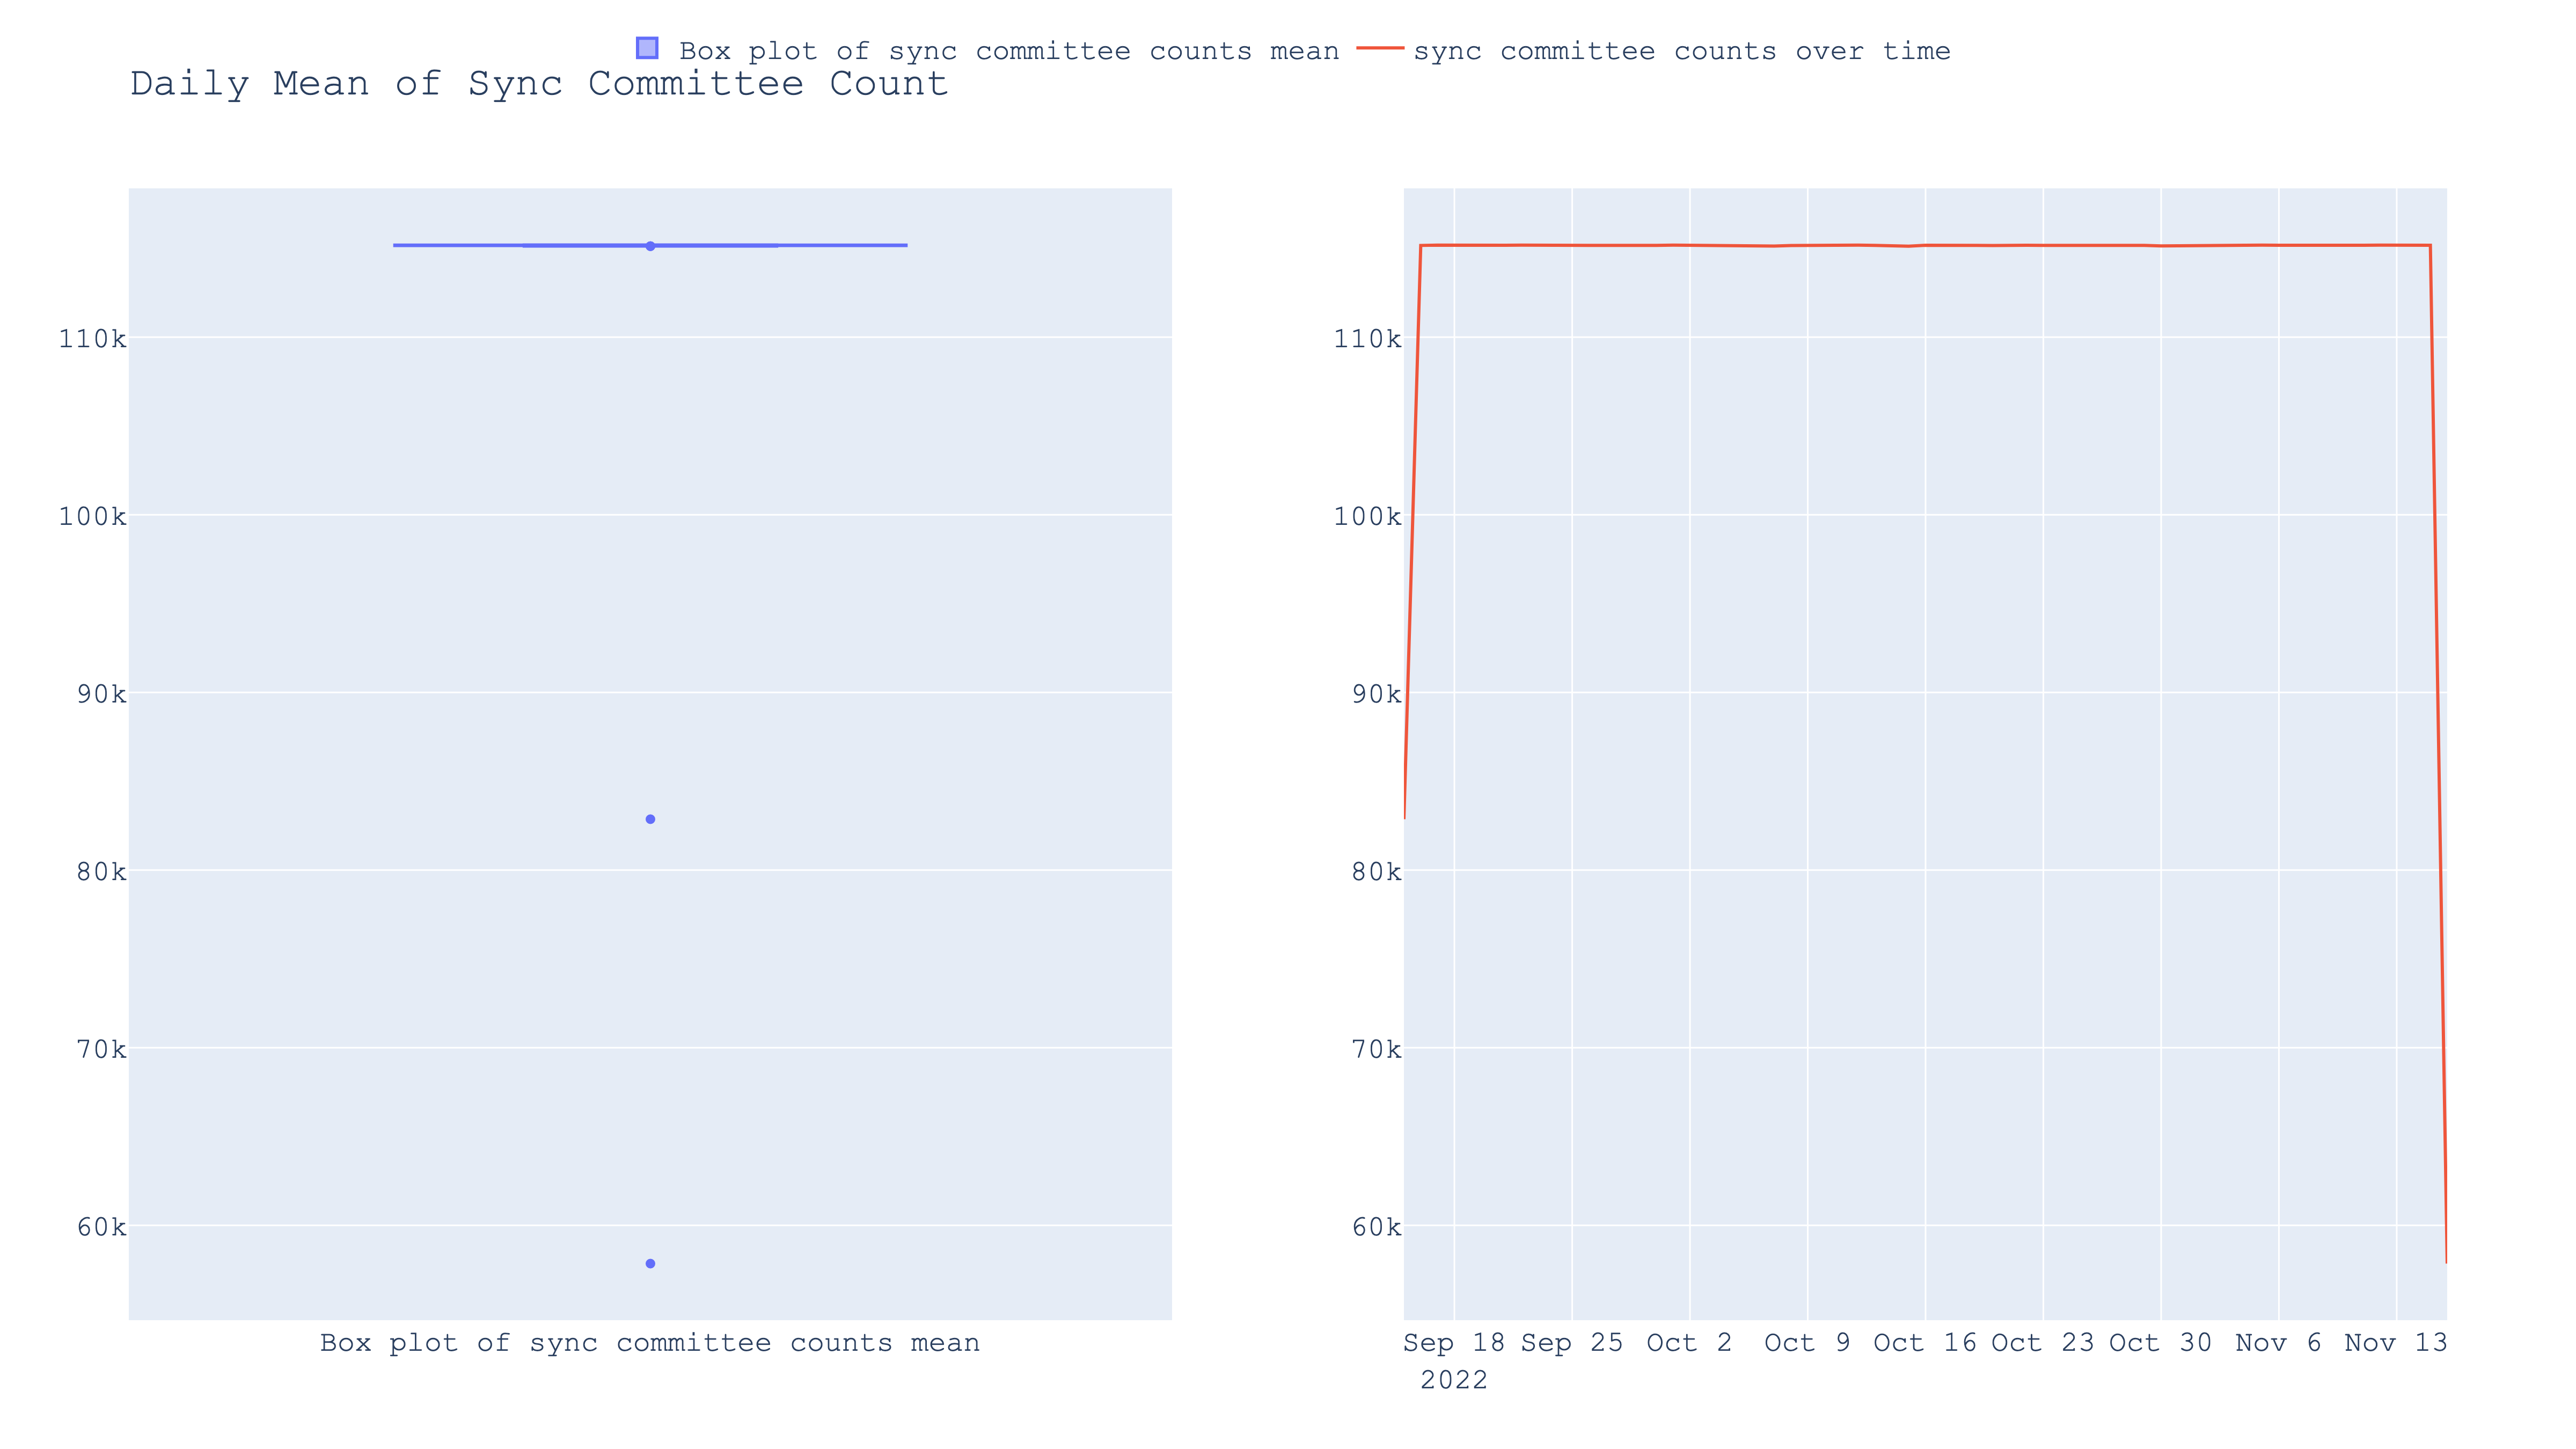 Box plot of sync committee counts mean
sync committee counts over time
Daily Mean of Sync Committee Count
110k
100k
90k
80k
70k
60k
Box plot of sync committee counts mean
110k
100k
90k
80k
70k
60k
Sep 18 Sep 25 Oct 2 Oct 9 Oct 16 Oct 23 Oct 30 Nov 6 Nov 13
2022